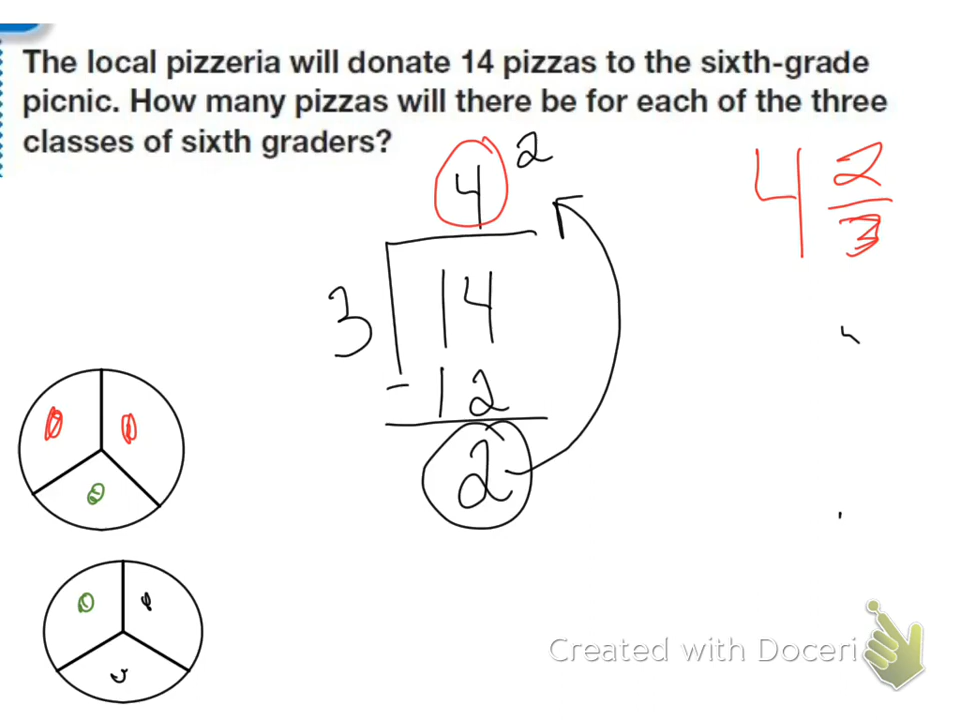 The local pizzeria will donate 14 pizzas to the sixth-grade
picnic. How many pizzas will there be for each of the three
classes of sixth graders?
4 2
4 2/3
3 14
- 12
2
Created with Doceri